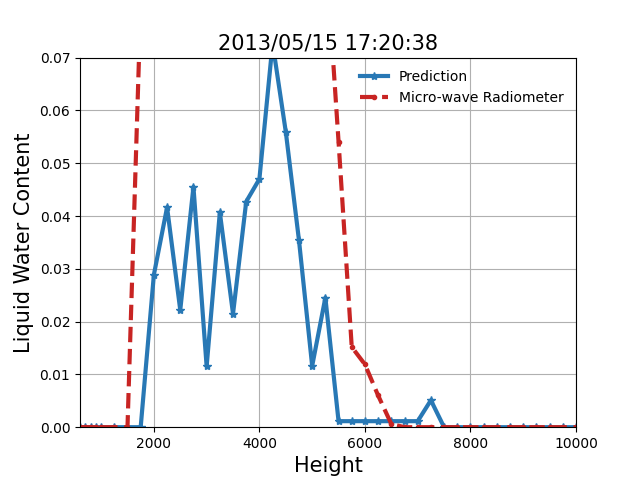 2013/05/15 17:20:38
Prediction
Micro-wave Radiometer
Liquid Water Content
0.07
0.06
0.05
0.04
0.03
0.02
0.01
0.00
2000 4000 6000 8000 10000
Height